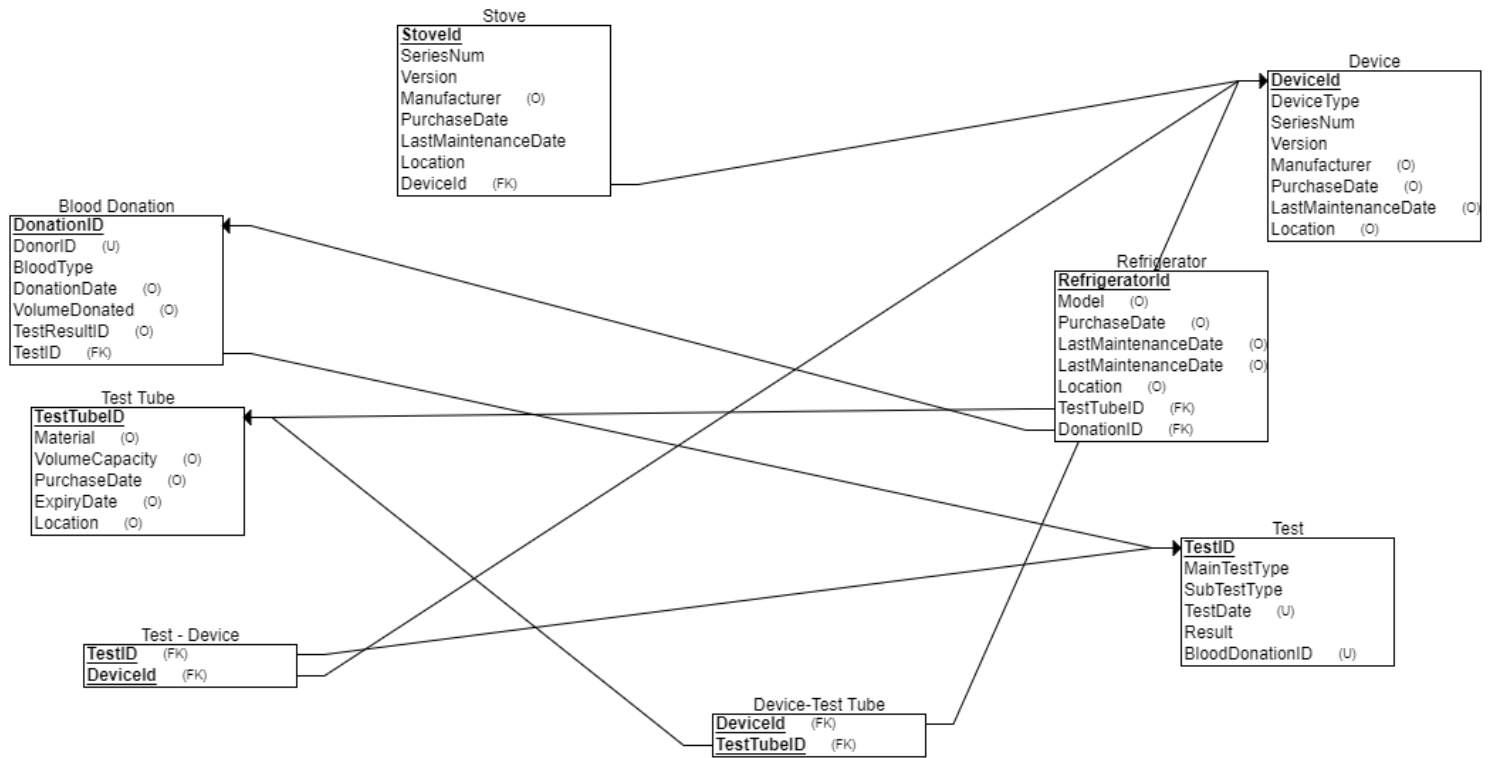 Stove
StoveId
SeriesNum
Version
Manufacturer (O)
PurchaseDate
LastMaintenanceDate
Location
DeviceId (FK)
Device
DeviceId
DeviceType
SeriesNum
Version
Manufacturer (O)
PurchaseDate (O)
LastMaintenanceDate (O)
Location (O)
Blood Donation
DonationID
DonorID (U)
BloodType
DonationDate (O)
VolumeDonated (O)
TestResultID (O)
TestID (FK)
Refrigerator
RefrigeratorId
Model (O)
PurchaseDate (O)
LastMaintenanceDate (O)
LastMaintenanceDate (O)
Location (O)
TestTubeID (FK)
DonationID (FK)
Test Tube
TestTubeID
Material (O)
VolumeCapacity (O)
PurchaseDate (O)
ExpiryDate (O)
Location (O)
Test
TestID
MainTestType
SubTestType
TestDate (U)
Result
BloodDonationID (U)
Test - Device
TestID (FK)
DeviceId (FK)
Device-Test Tube
DeviceId (FK)
TestTubeID (FK)